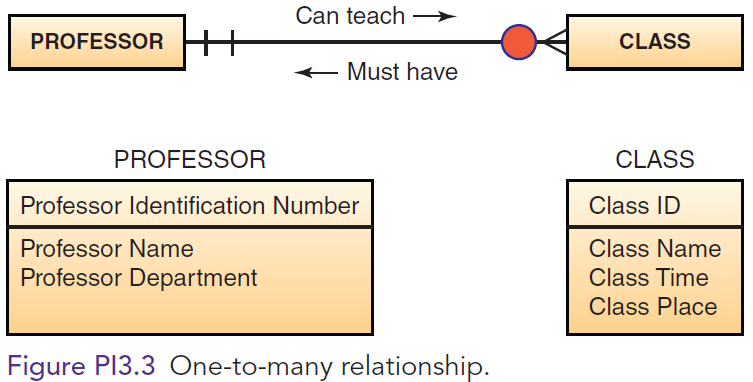 Can teach →
PROFESSOR
CLASS
← Must have
PROFESSOR
CLASS
Professor Identification Number
Class ID
Professor Name
Professor Department
Class Name
Class Time
Class Place
Figure PI3.3 One-to-many relationship.